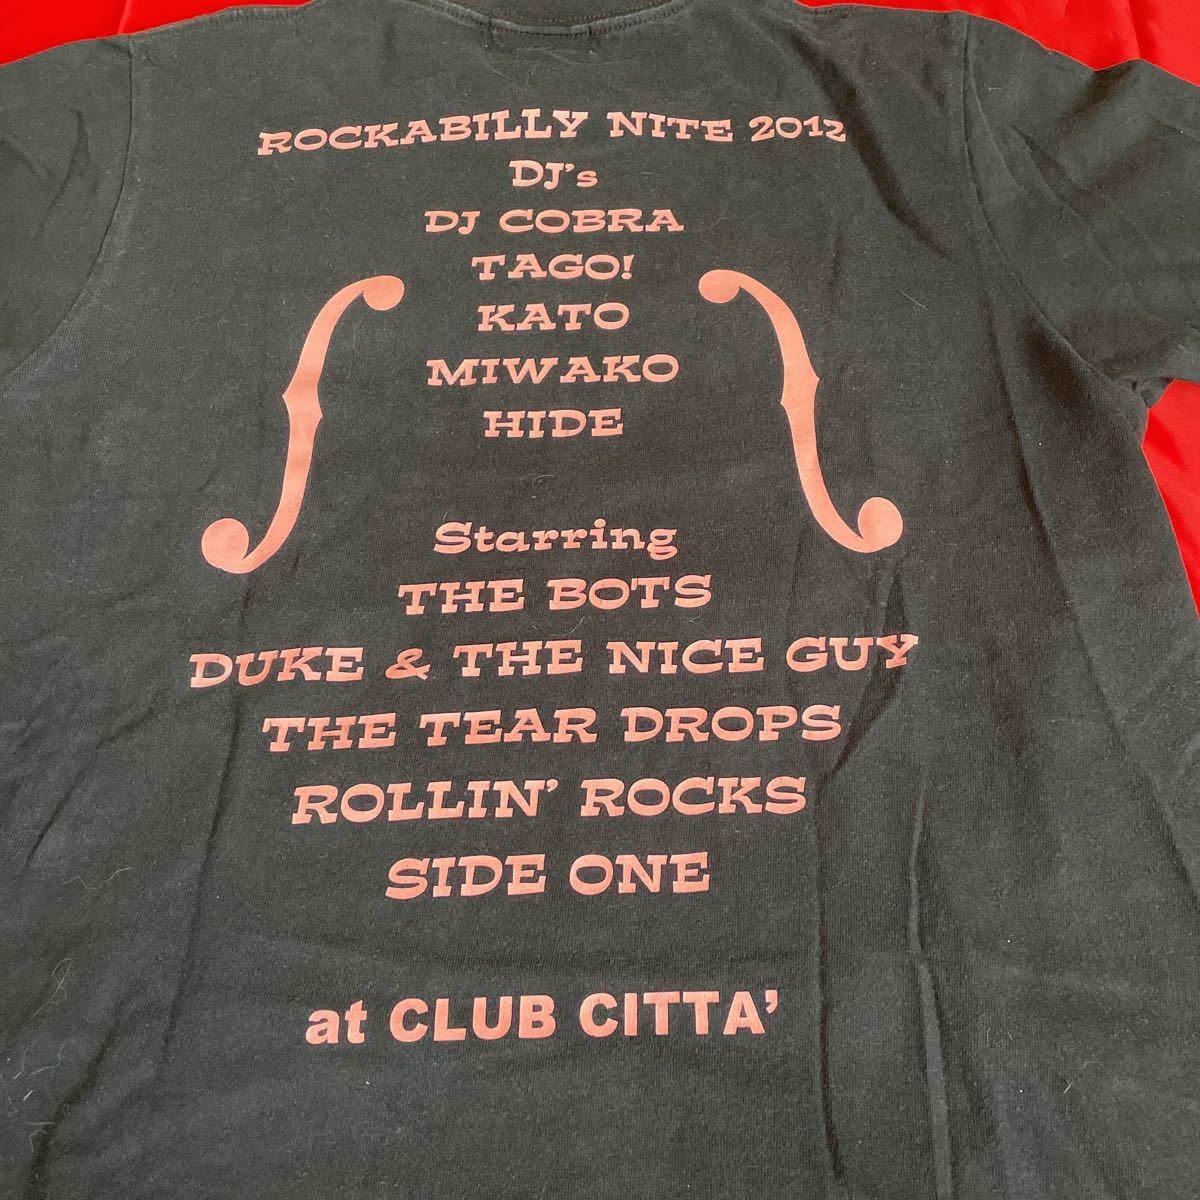 ROCKABILLY NITE 2012
DJ's
DJ COBRA
TAGO!
KATO
MIWAKO
HIDE
Starring
THE BOTS
DUKE & THE NICE GUY
THE TEAR DROPS
ROLLIN' ROCKS
SIDE ONE
at CLUB CITTA'